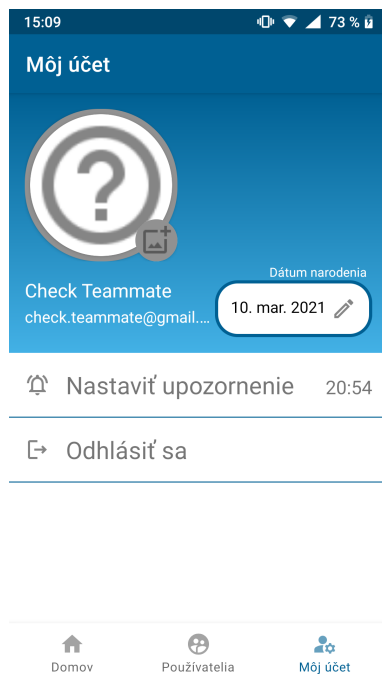 15:09
73 %
Môj účet
?
Dátum narodenia
Check Teammate
10. mar. 2021
check.teammate@gmail....
Nastaviť upozornenie
20:54
Odhlásiť sa
Domov
Používatelia
Môj účet